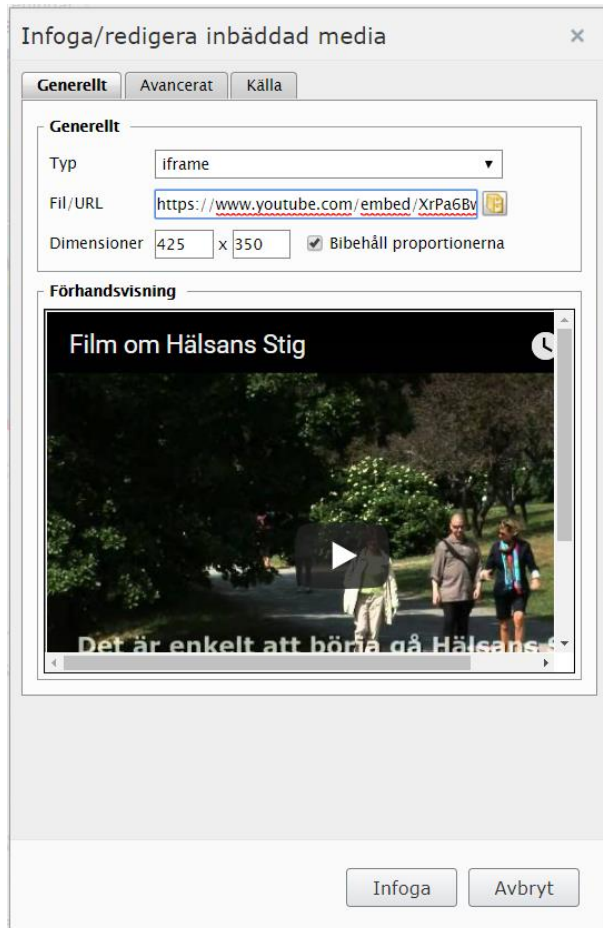 Infoga/redigera inbäddad media
Generellt Avancerat Källa
Generellt
Typ iframe
Fil/URL https://www.youtube.com/embed/
Dimensioner 425 x 350 Bibehåll proportionerna
Förhandsvisning
Film om Hälsans Stig
Det är enkelt att börja gå Hälsans
Infoga Avbryt